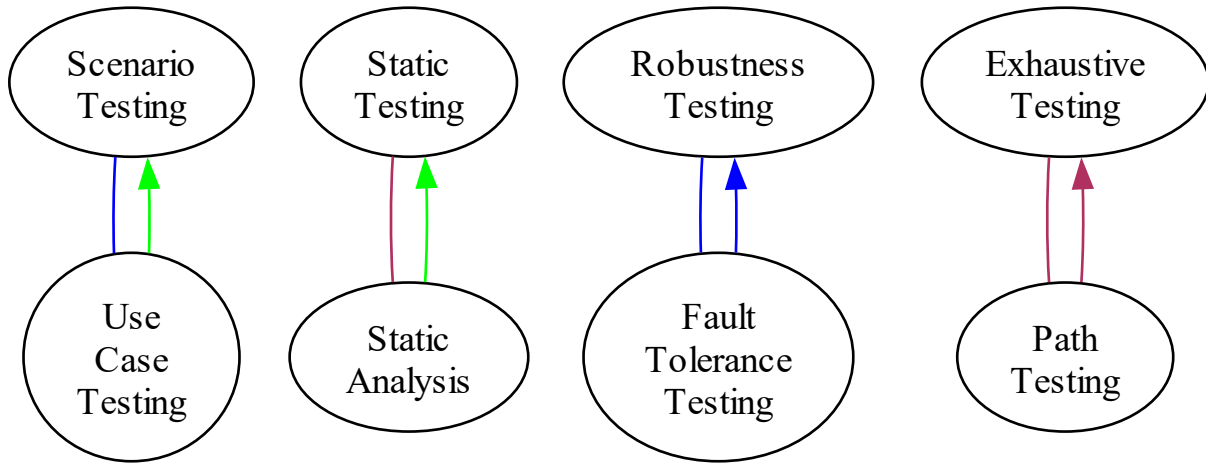 Scenario
Testing
Static
Testing
Robustness
Testing
Exhaustive
Testing
Use
Case
Testing
Static
Analysis
Fault
Tolerance
Testing
Path
Testing